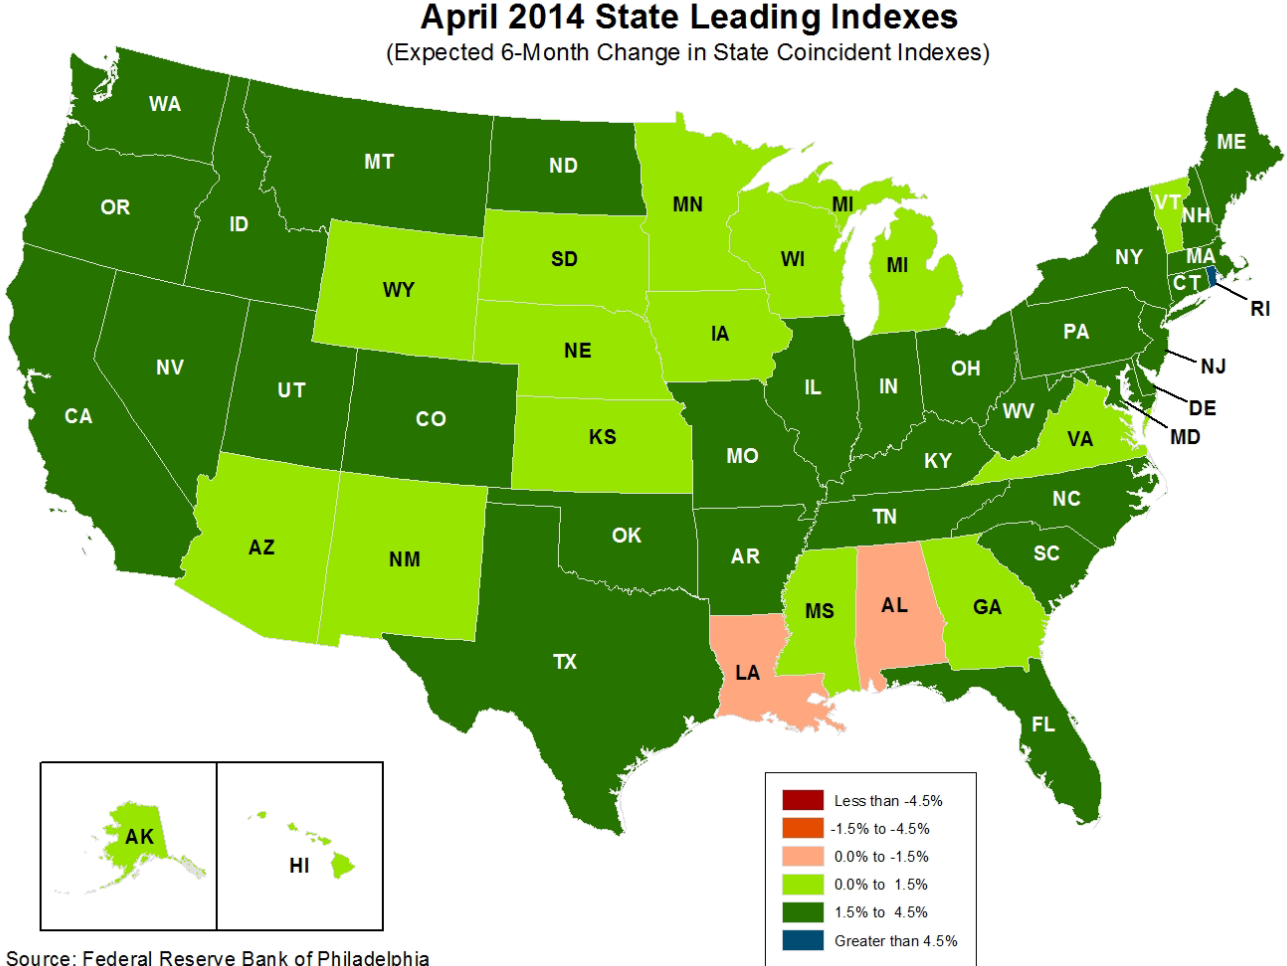 April 2014 State Leading Indexes
(Expected 6-Month Change in State Coincident Indexes)
WA
MT
ND
ME
OR
ID
MN
MI
VT
NH
SD
WI
MI
NY
MA
WY
CT
RI
IA
PA
NE
NV
UT
IL
IN
OH
NJ
CA
CO
WV
DE
KS
VA
MD
MO
KY
NC
TN
OK
AZ
NM
AR
SC
MS
AL
GA
TX
LA
FL
AK
HI
Less than -4.5%
-1.5% to -4.5%
0.0% to -1.5%
0.0% to 1.5%
1.5% to 4.5%
Greater than 4.5%
Source: Federal Reserve Bank of Philadelphia